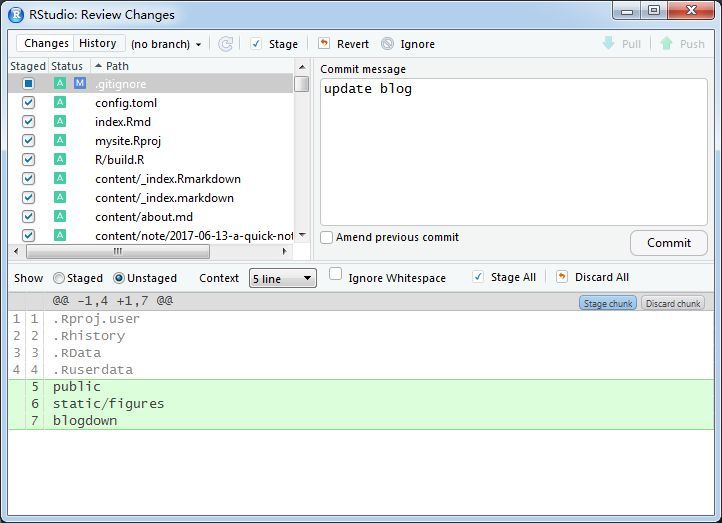 RStudio: Review Changes
Changes History (no branch) Stage Revert Ignore Pull Push
Staged Status Path
A M .gitignore
A config.toml
A index.Rmd
A mysite.Rproj
A R/build.R
A content/_index.Rmarkdown
A content/_index.markdown
A content/about.md
A content/note/2017-06-13-a-quick-not
Commit message
update blog
Amend previous commit
Commit
Show Staged Unstaged Context 5 line Ignore Whitespace Stage All Discard All
@@ -1,4 +1,7 @@ Stage chunk Discard chunk
1 1 .Rproj.user
2 2 .Rhistory
3 3 .RData
4 4 .Ruserdata
5 public
6 static/figures
7 blogdown